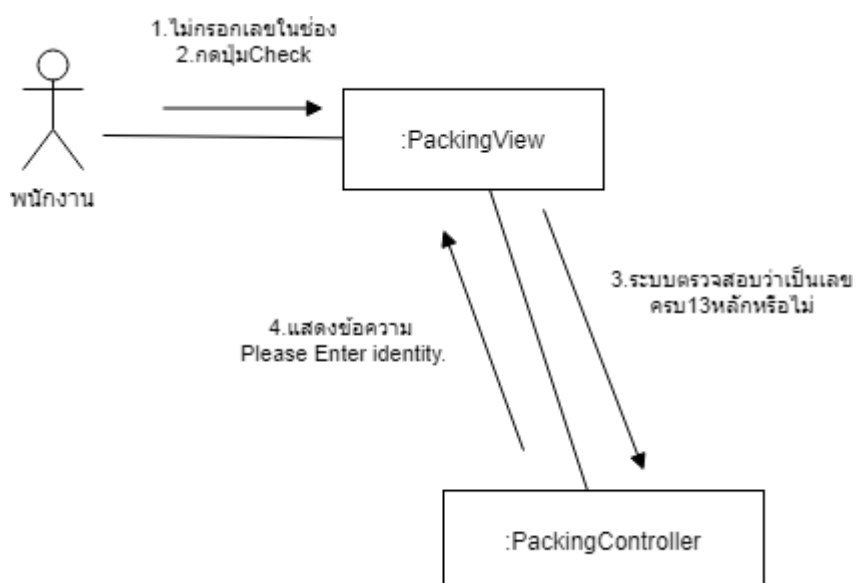 1.ไม่กรอกเลขในช่อง
2.กดปุ่มCheck
:PackingView
พนักงาน
3.ระบบตรวจสอบว่าเป็นเลข
ครบ13หลักหรือไม่
4.แสดงข้อความ
Please Enter identity.
:PackingController